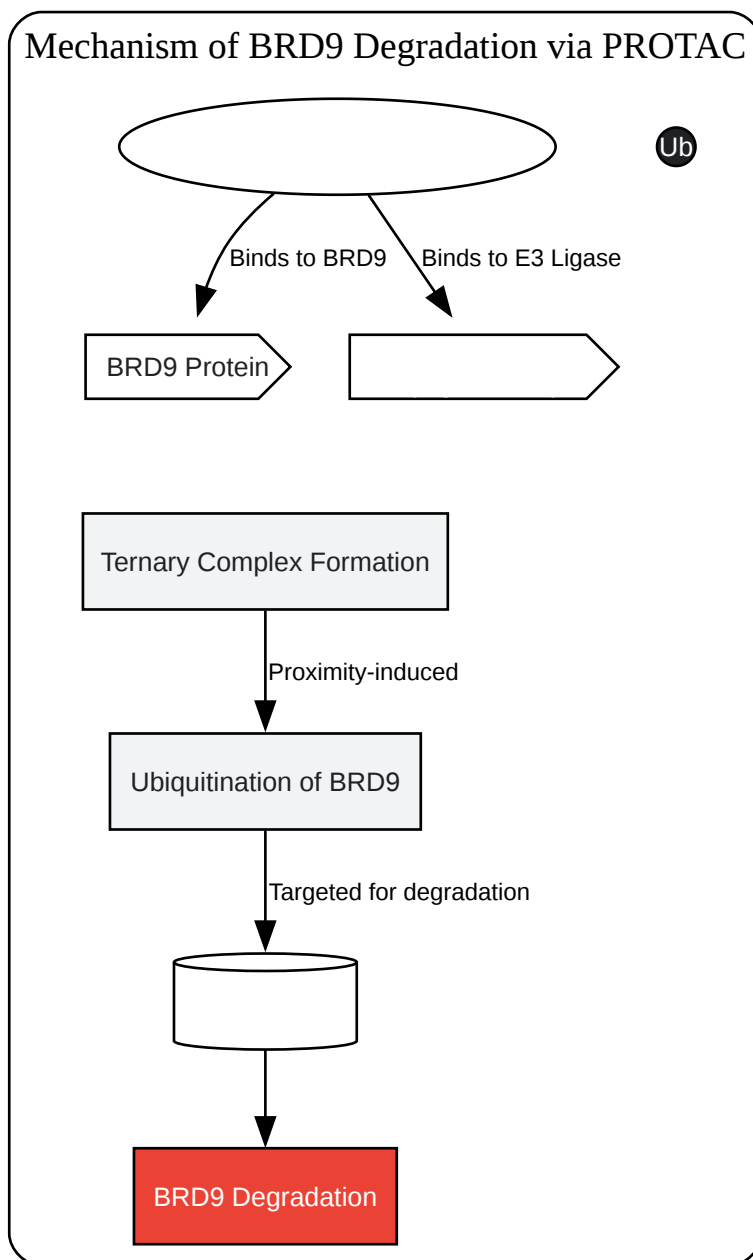 Mechanism of BRD9 Degradation via PROTAC
Ub
Binds to BRD9
Binds to E3 Ligase
BRD9 Protein
Ternary Complex Formation
Proximity-induced
Ubiquitination of BRD9
Targeted for degradation
BRD9 Degradation